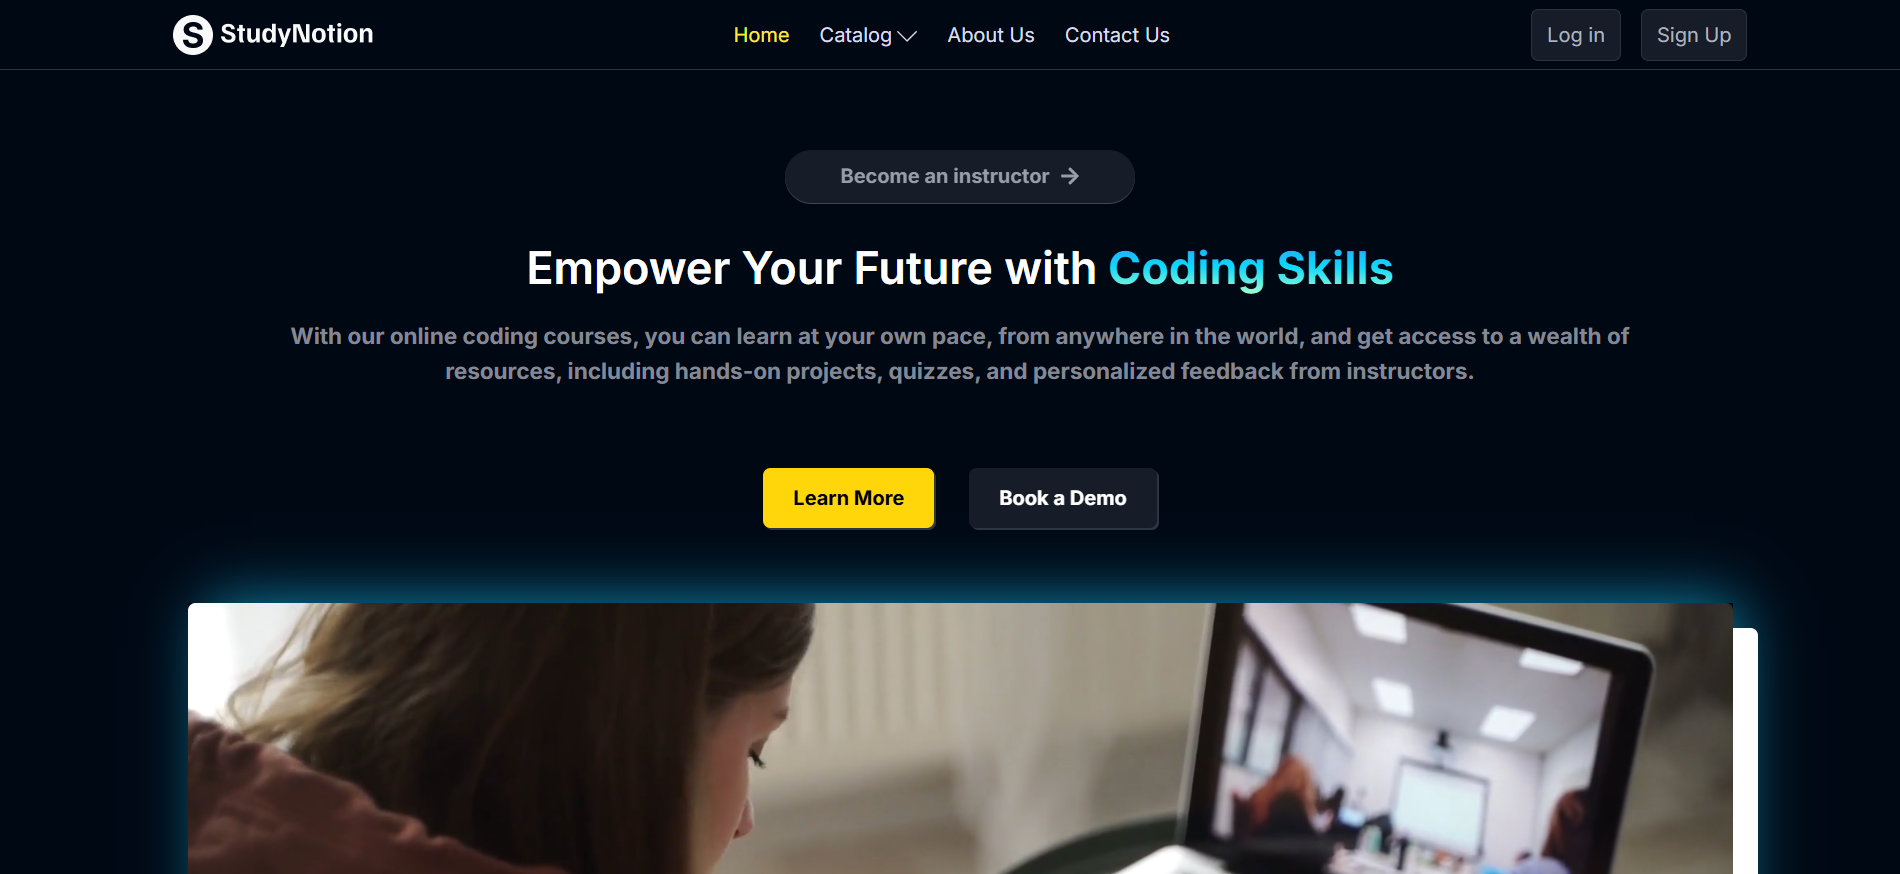 StudyNotion
Home
Catalog
About Us
Contact Us
Log in
Sign Up
Become an instructor →
Empower Your Future with Coding Skills
With our online coding courses, you can learn at your own pace, from anywhere in the world, and get access to a wealth of
resources, including hands-on projects, quizzes, and personalized feedback from instructors.
Learn More
Book a Demo